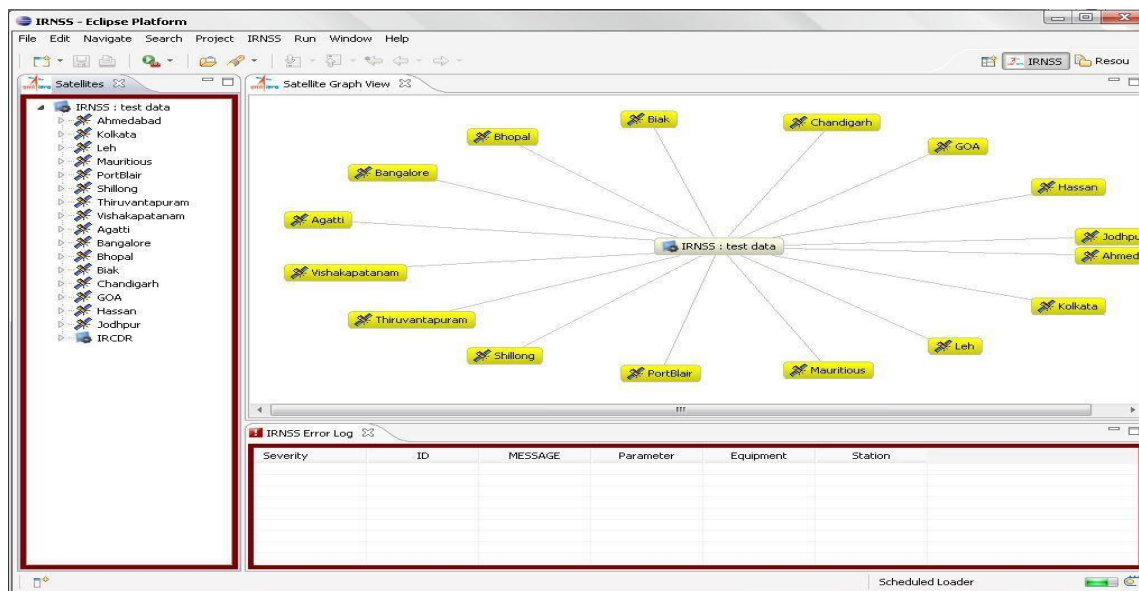 IRNSS - Eclipse Platform
File Edit Navigate Search Project IRNSS Run Window Help
IRNSS Resou
Satellites
IRNSS : test data
Ahmedabad
Kolkata
Leh
Mauritious
PortBlair
Shillong
Thiruvantapuram
Vishakapatanam
Agatti
Bangalore
Bhopal
Biak
Chandigarh
GOA
Hassan
Jodhpur
IRCDR
Satellite Graph View
Biak
Chandigarh
Bhopal
GOA
Bangalore
Hassan
Agatti
Jodhpu
IRNSS : test data
Ahmed
Vishakapatanam
Kolkata
Thiruvantapuram
Leh
Shillong
Mauritious
PortBlair
IRNSS Error Log
Severity ID MESSAGE Parameter Equipment Station
Scheduled Loader